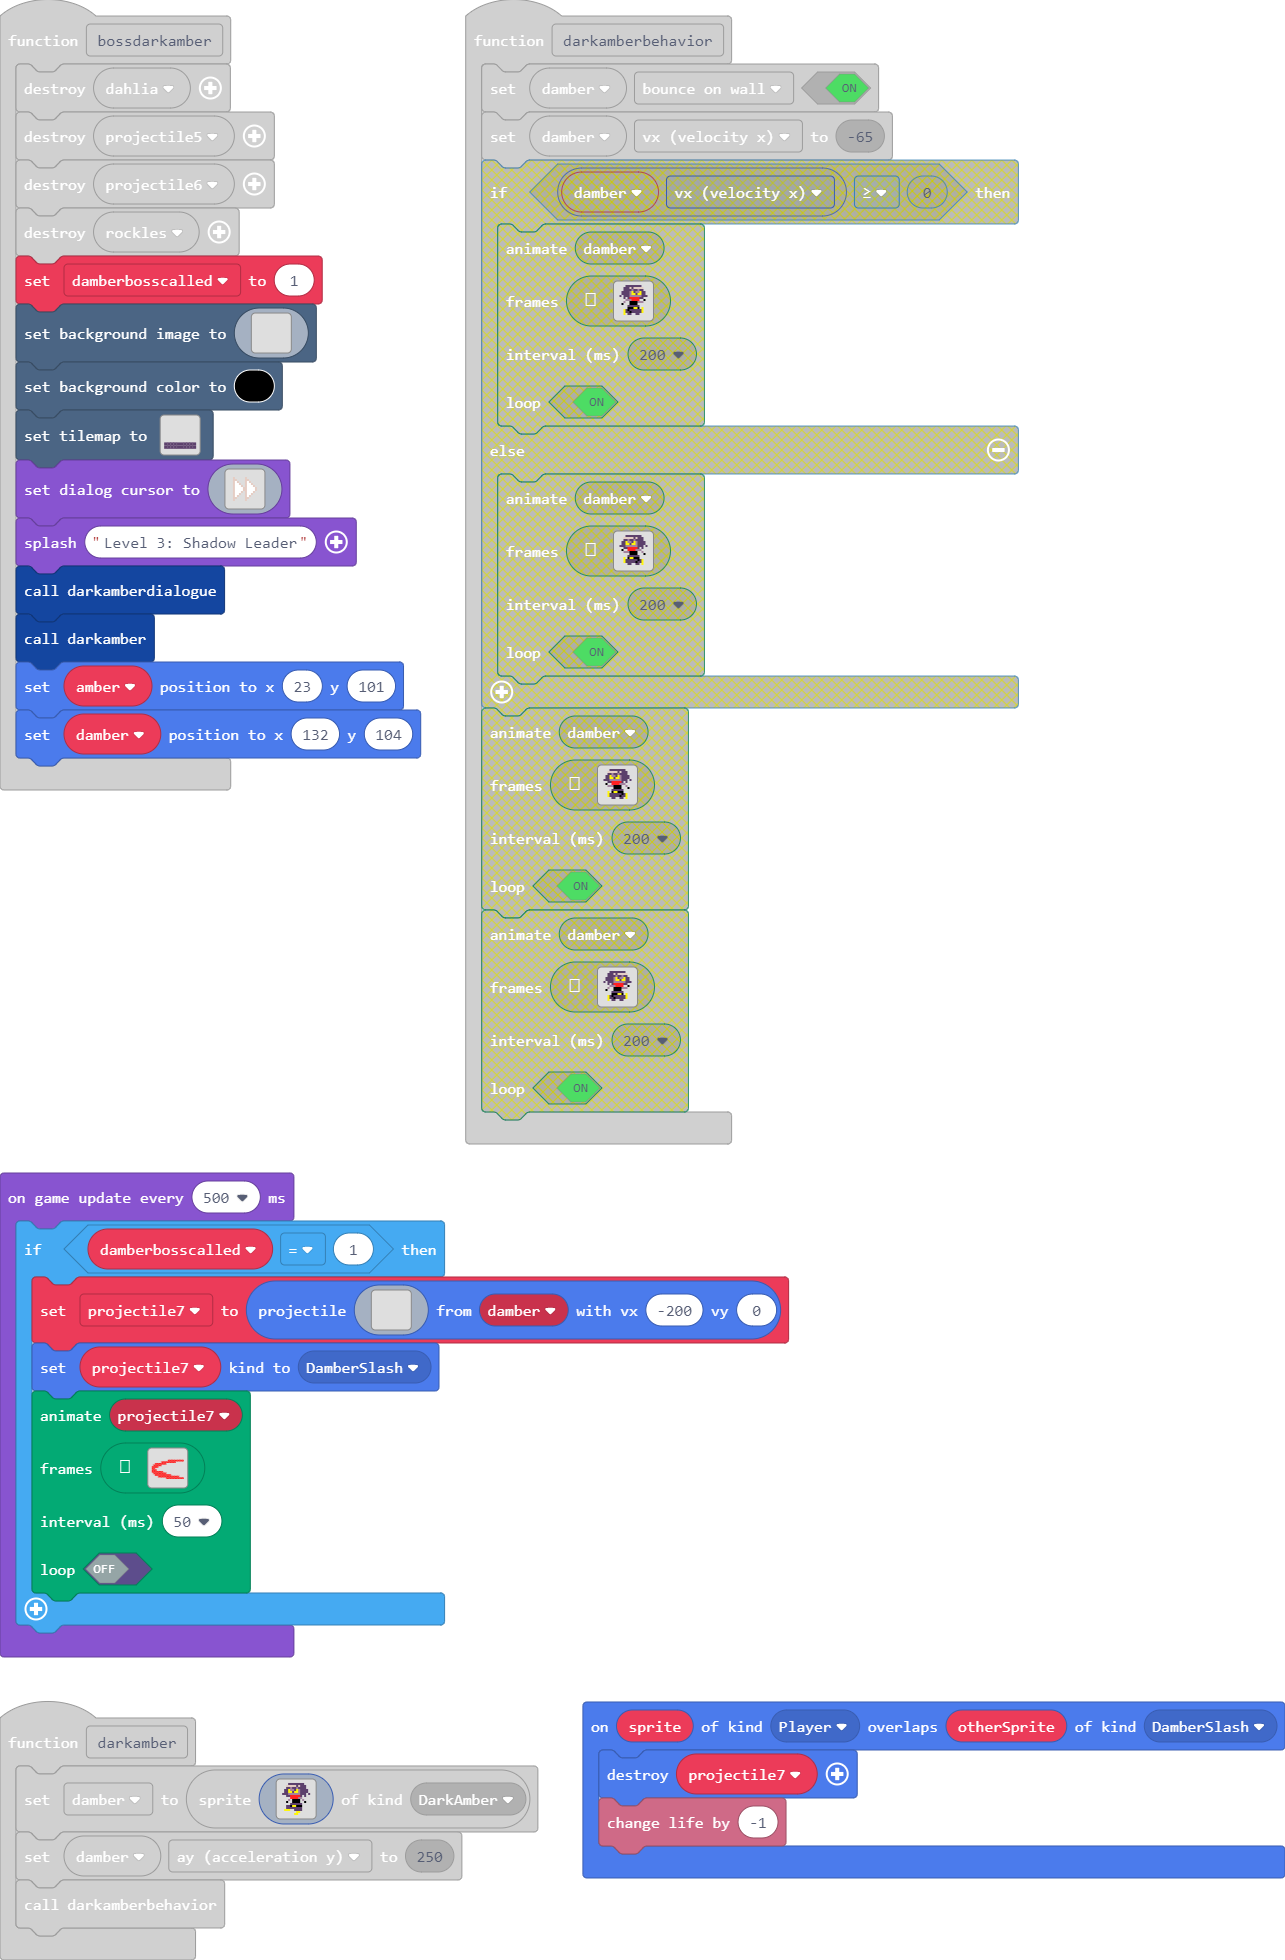 function bossdarkamber
destroy dahlia
destroy projectile5
destroy projectile6
destroy rockles
set damberbosscalled to 1
set background image to
set background color to
set tilemap to
set dialog cursor to
splash "Level 3: Shadow Leader"
call darkamberdialogue
call darkamber
set amber position to x 23 y 101
set damber position to x 132 y 104
function darkamberbehavior
set damber bounce on wall ON
set damber vx (velocity x) to -65
if damber vx (velocity x) ≥ 0 then
animate damber
frames
interval (ms) 200
loop ON
else
animate damber
frames
interval (ms) 200
loop ON
animate damber
frames
interval (ms) 200
loop ON
animate damber
frames
interval (ms) 200
loop ON
on game update every 500 ms
if damberbosscalled = 1 then
set projectile7 to projectile from damber with vx -200 vy 0
set projectile7 kind to DamberSlash
animate projectile7
frames
interval (ms) 50
loop OFF
function darkamber
set damber to sprite of kind DarkAmber
set damber ay (acceleration y) to 250
call darkamberbehavior
on sprite of kind Player overlaps otherSprite of kind DamberSlash
destroy projectile7
change life by -1